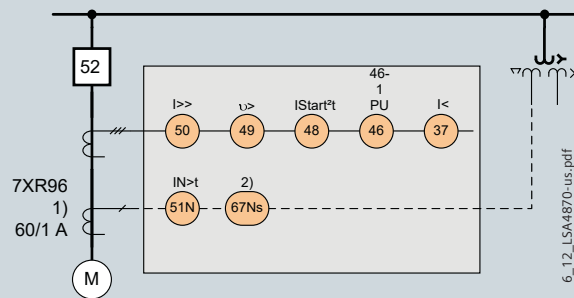 52
46-
1
I>> ʋ> IStart²t PU I<
50 49 48 46 37
7XR96
1)
60/1 A
IN>t 2)
51N 67Ns
M
6_12_LSA4870-us.pdf